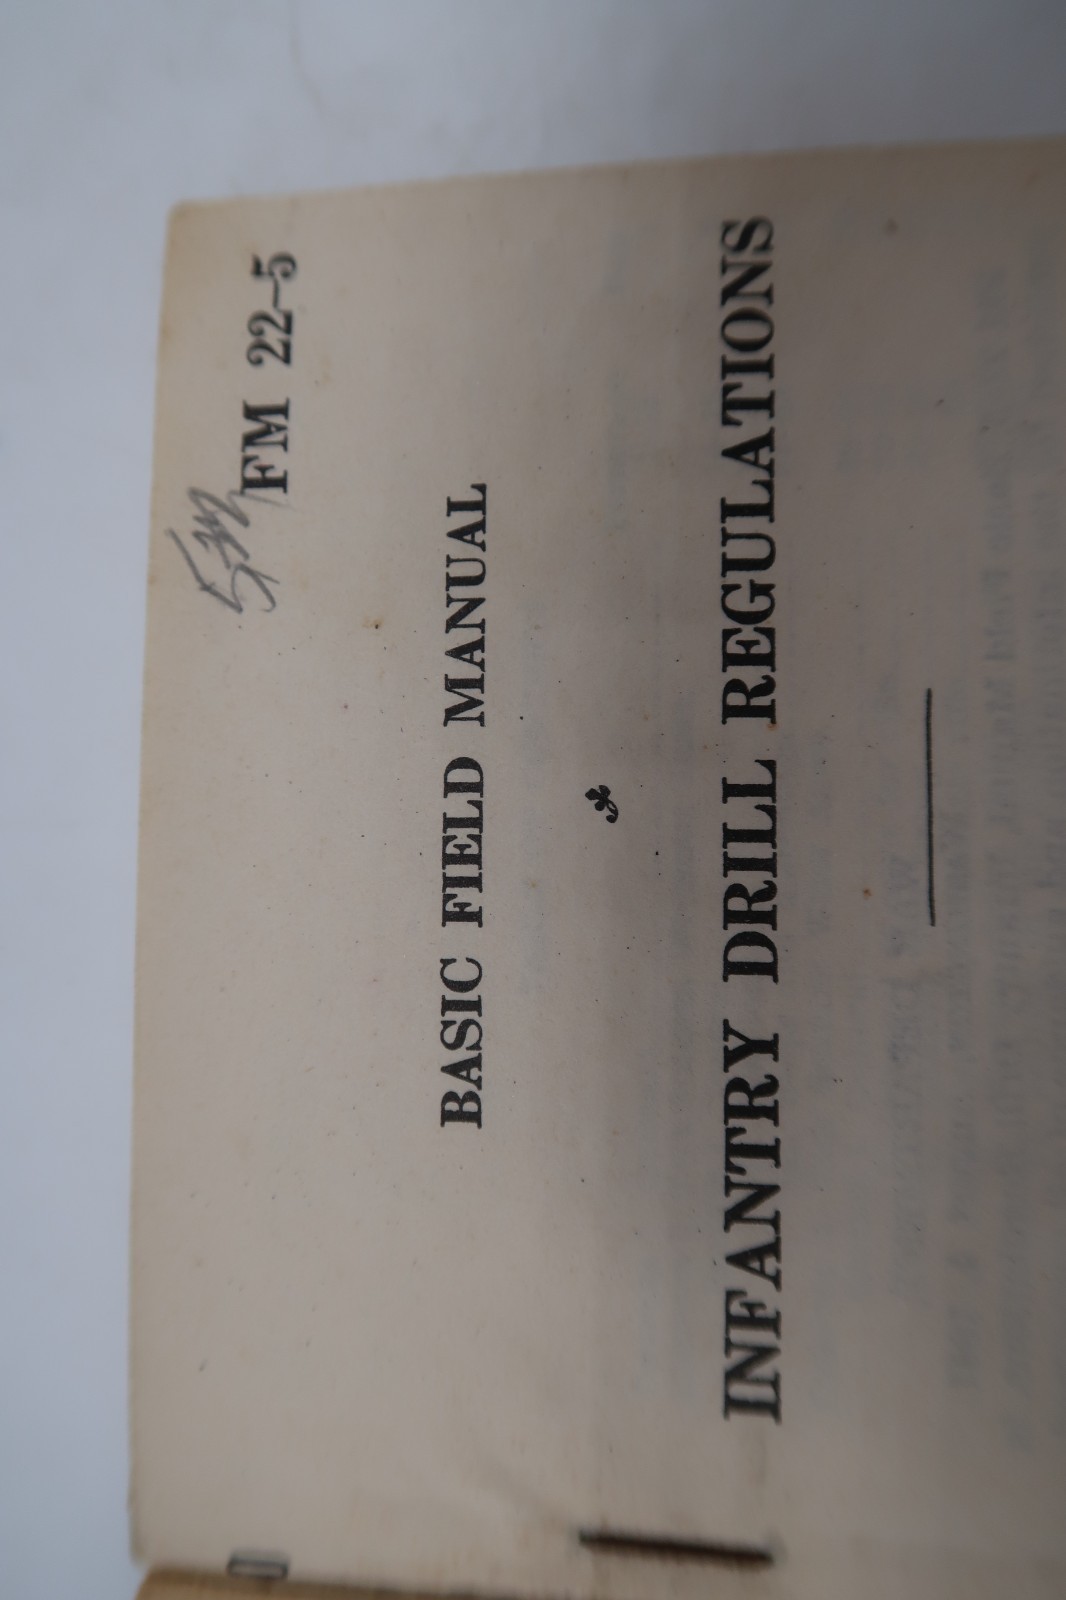 FM 22–5
BASIC FIELD MANUAL
INFANTRY DRILL REGULATIONS